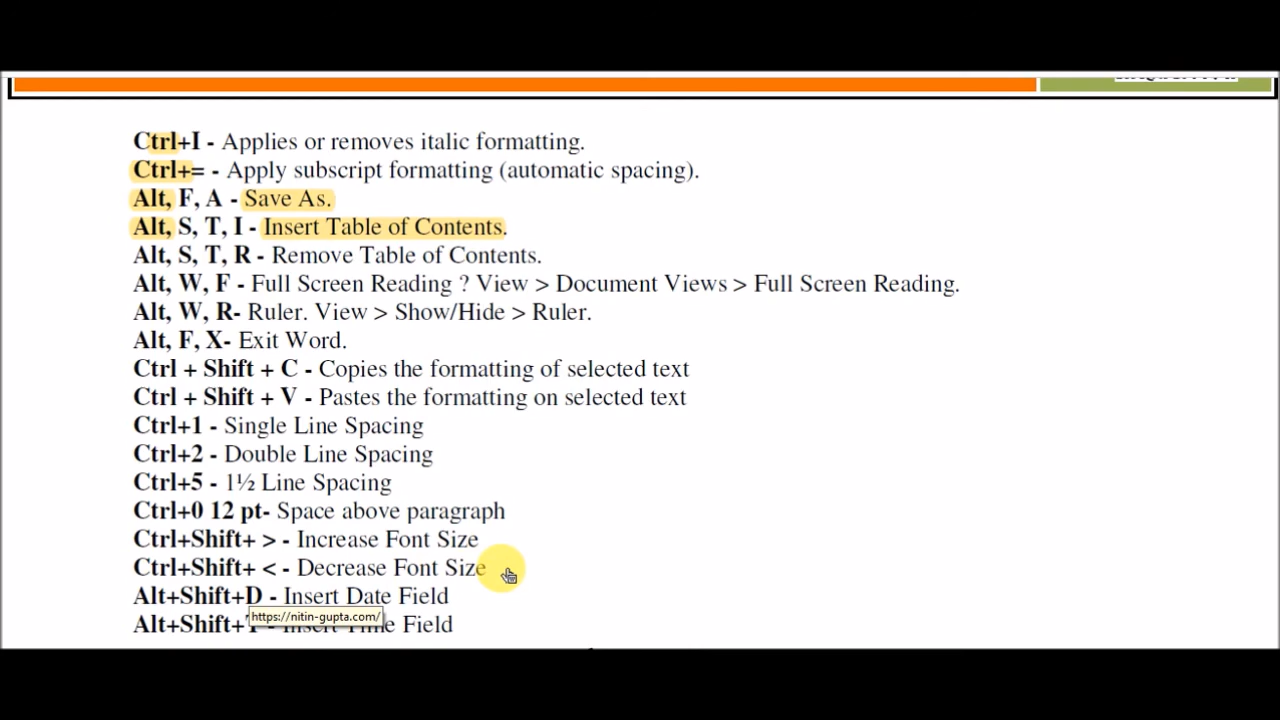 Ctrl+I - Applies or removes italic formatting.
Ctrl+= - Apply subscript formatting (automatic spacing).
Alt, F, A - Save As.
Alt, S, T, I - Insert Table of Contents.
Alt, S, T, R - Remove Table of Contents.
Alt, W, F - Full Screen Reading ? View > Document Views > Full Screen Reading.
Alt, W, R- Ruler. View > Show/Hide > Ruler.
Alt, F, X- Exit Word.
Ctrl + Shift + C - Copies the formatting of selected text
Ctrl + Shift + V - Pastes the formatting on selected text
Ctrl+1 - Single Line Spacing
Ctrl+2 - Double Line Spacing
Ctrl+5 - 1½ Line Spacing
Ctrl+0 12 pt- Space above paragraph
Ctrl+Shift+ > - Increase Font Size
Ctrl+Shift+ < - Decrease Font Size
Alt+Shift+D - Insert Date Field
https://nitin-gupta.com/
Alt+Shift+T - Insert Time Field